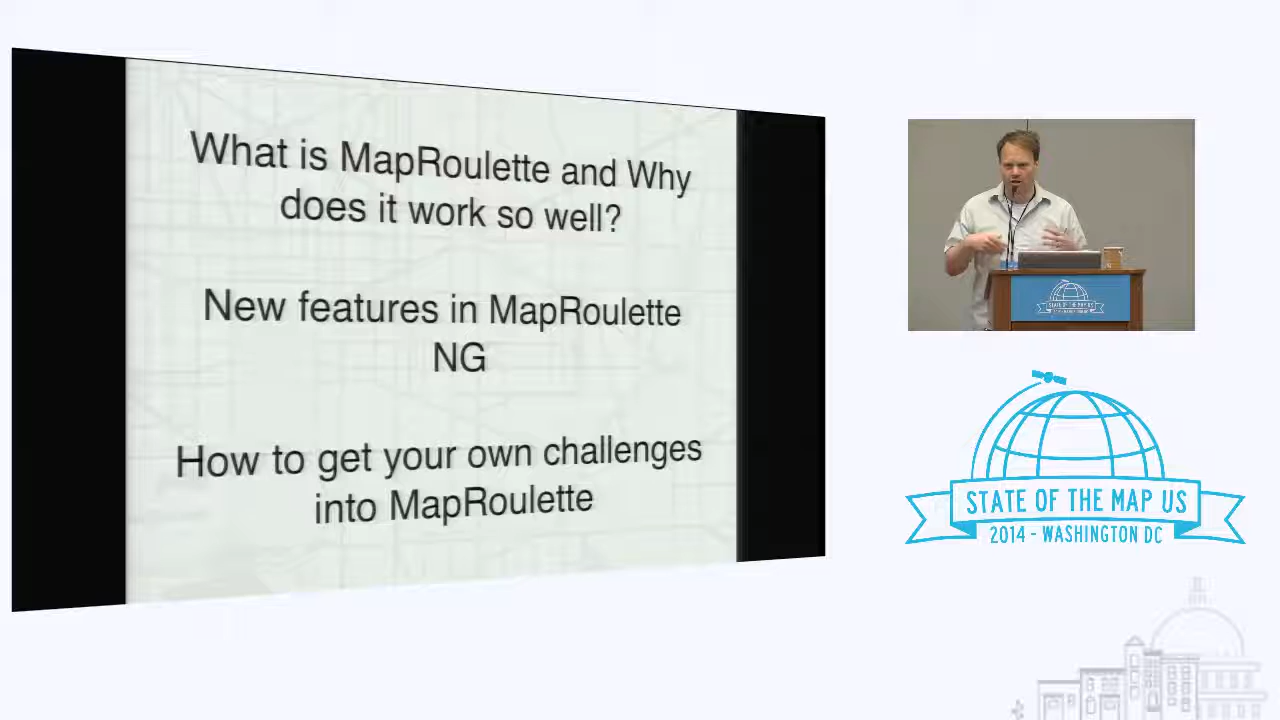 What is MapRoulette and Why
does it work so well?
New features in MapRoulette
NG
How to get your own challenges
into MapRoulette
STATE OF THE MAP US
2014 - WASHINGTON DC